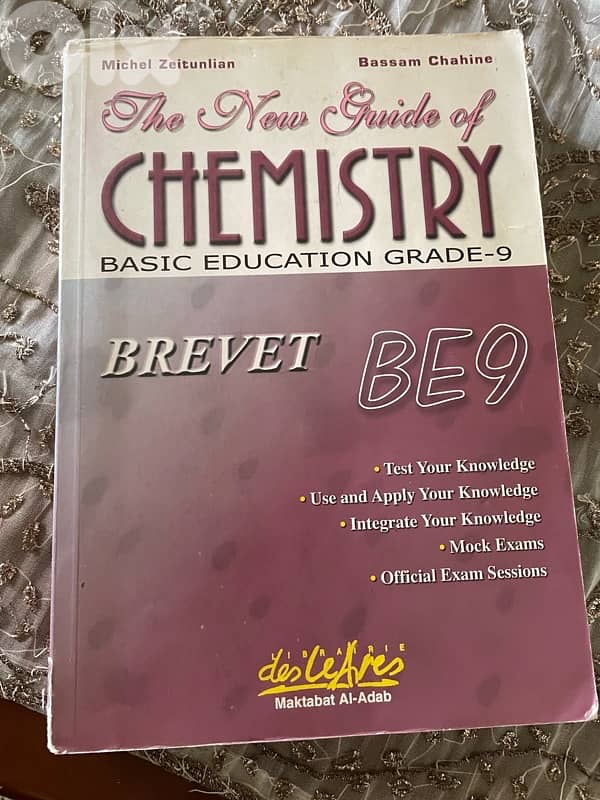 olx
Michel Zeitunlian Bassam Chahine
The New Guide of
CHEMISTRY
BASIC EDUCATION GRADE-9
BREVET BE9
• Test Your Knowledge
• Use and Apply Your Knowledge
• Integrate Your Knowledge
• Mock Exams
• Official Exam Sessions
LIBRAIRIE
des Lettres
Maktabat Al-Adab